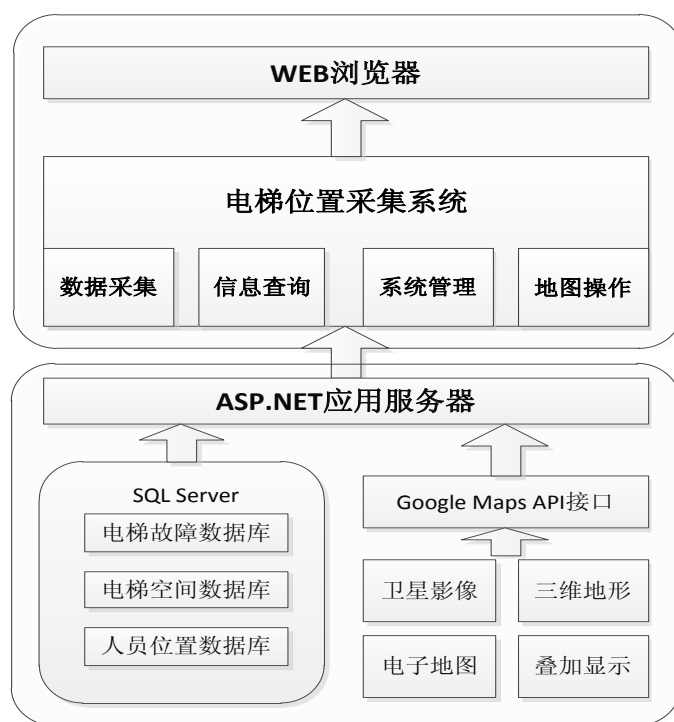 WEB浏览器
电梯位置采集系统
数据采集
信息查询
系统管理
地图操作
ASP.NET应用服务器
SQL Server
电梯故障数据库
电梯空间数据库
人员位置数据库
Google Maps API接口
卫星影像
三维地形
电子地图
叠加显示